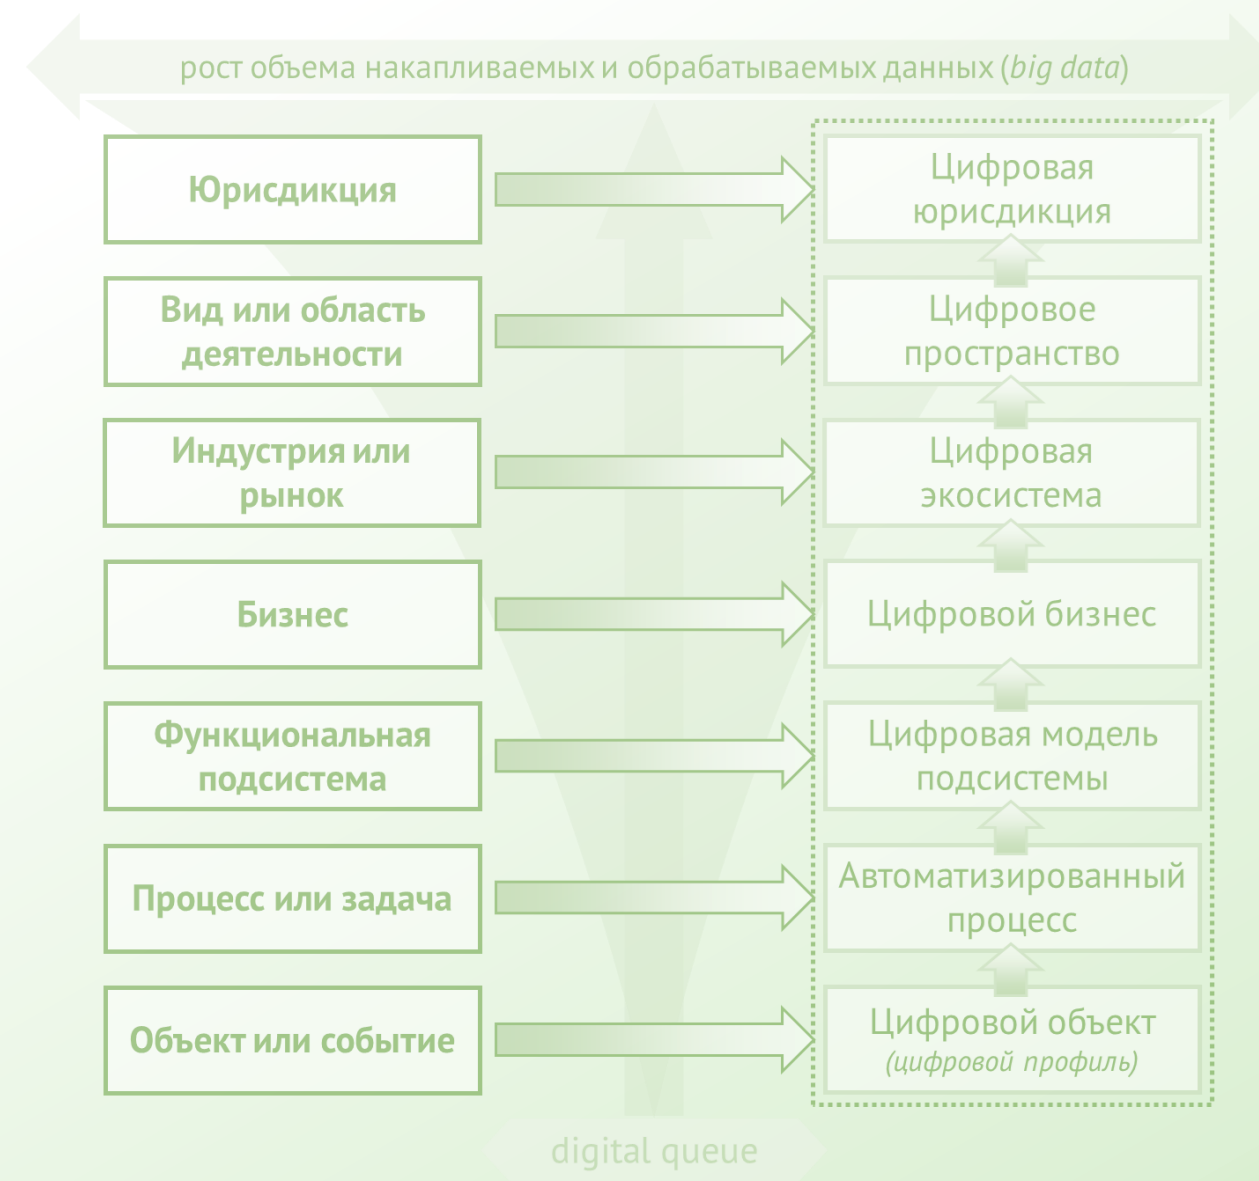 рост объема накапливаемых и обрабатываемых данных (big data)
Юрисдикция
Цифровая
юрисдикция
Вид или область
деятельности
Цифровое
пространство
Индустрия или
рынок
Цифровая
экосистема
Бизнес
Цифровой бизнес
Функциональная
подсистема
Цифровая модель
подсистемы
Процесс или задача
Автоматизированный
процесс
Объект или событие
Цифровой объект
(цифровой профиль)
digital queue